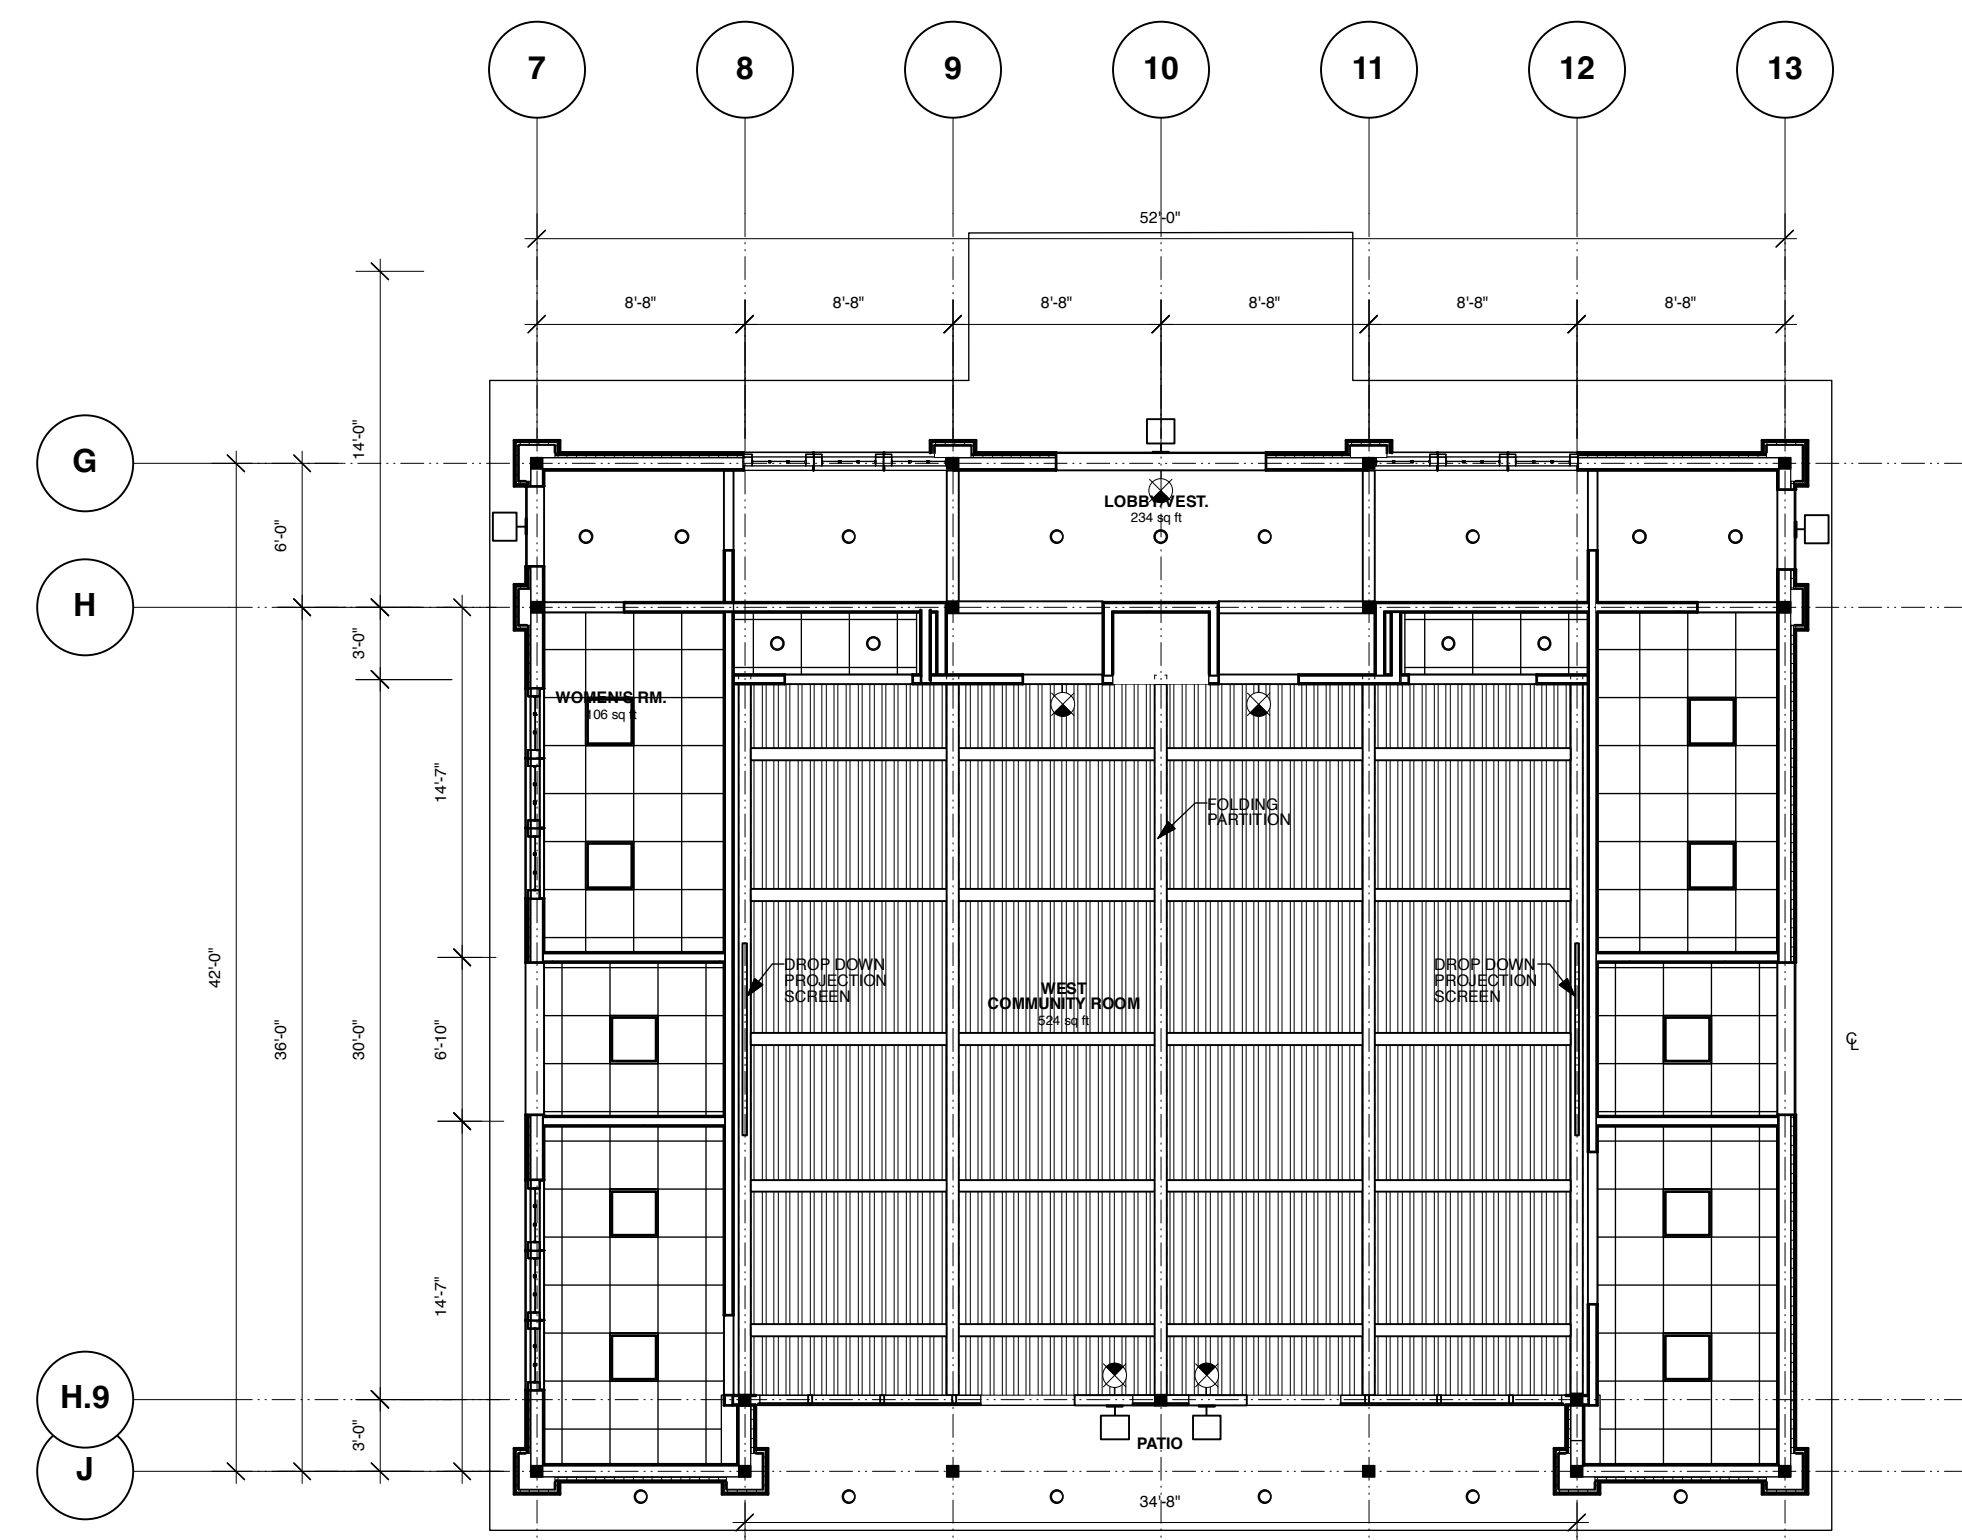 7 8 9 10 11 12 13
52'-0"
8'-8" 8'-8" 8'-8" 8'-8" 8'-8" 8'-8"
14'-0"
G
LOBBY/VEST.
234 sq ft
6'-0"
H
3'-0"
WOMEN'S RM.
106 sq ft
14'-7"
FOLDING
PARTITION
DROP DOWN
PROJECTION
SCREEN
DROP DOWN
PROJECTION
SCREEN
42'-0"
WEST
COMMUNITY ROOM
524 sq ft
36'-0"
30'-0"
6'-10"
CL
14'-7"
H.9
3'-0"
PATIO
J
34'-8"